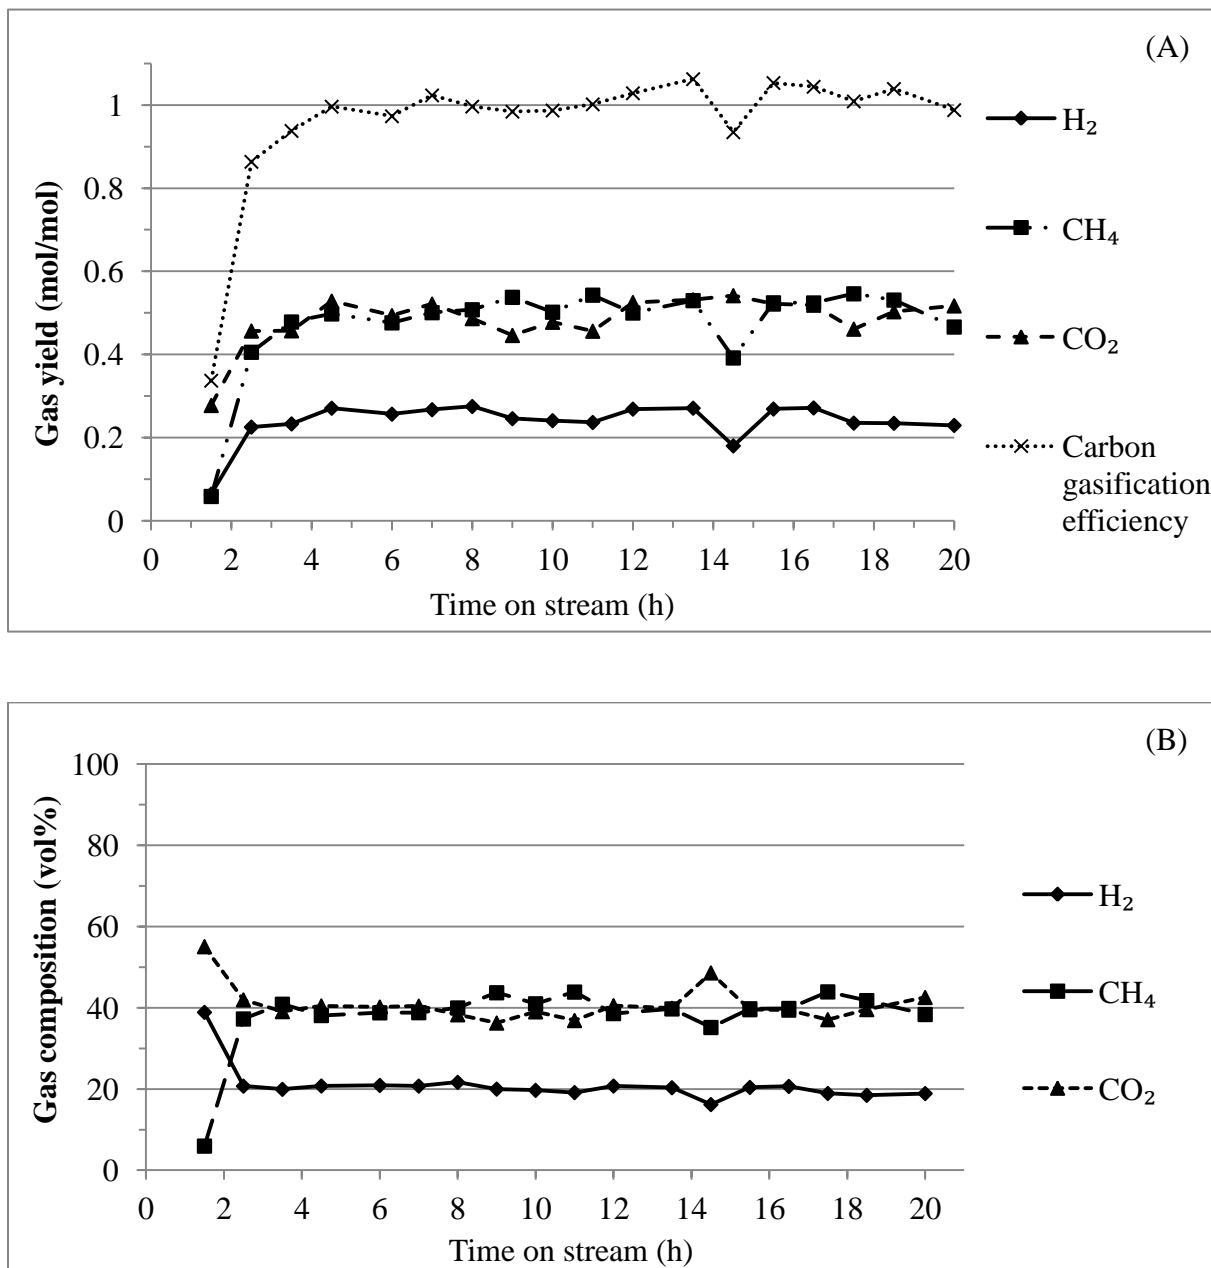 (A)
Gas yield (mol/mol)
1
0.8
0.6
0.4
0.2
0
0 2 4 6 8 10 12 14 16 18 20
Time on stream (h)
H₂
CH₄
CO₂
Carbon
gasification
efficiency
(B)
Gas composition (vol%)
100
80
60
40
20
0
0 2 4 6 8 10 12 14 16 18 20
Time on stream (h)
H₂
CH₄
CO₂